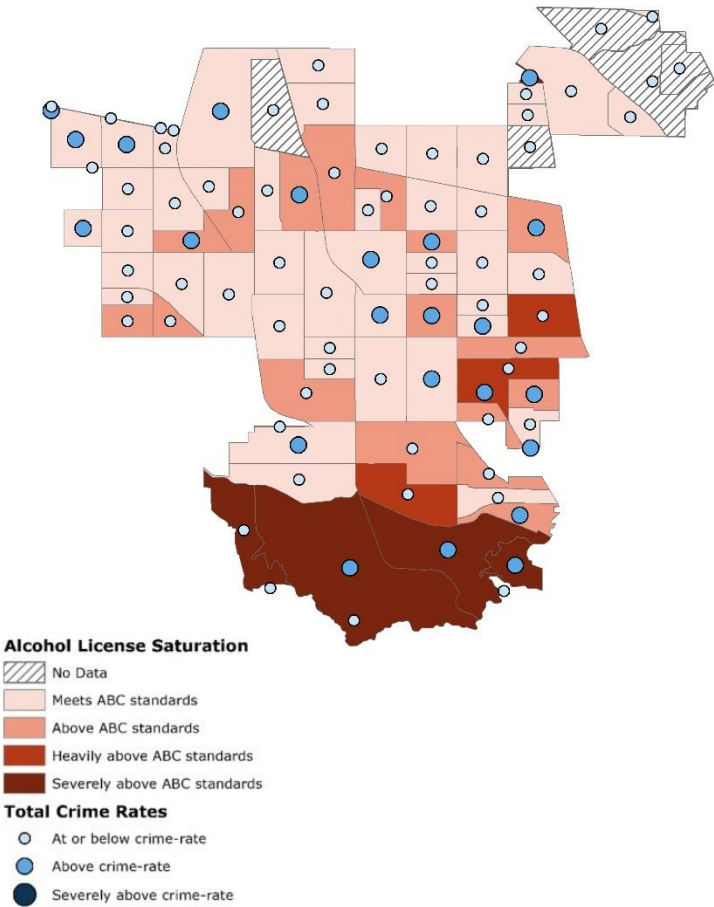 Alcohol License Saturation
No Data
Meets ABC standards
Above ABC standards
Heavily above ABC standards
Severely above ABC standards
Total Crime Rates
At or below crime-rate
Above crime-rate
Severely above crime-rate